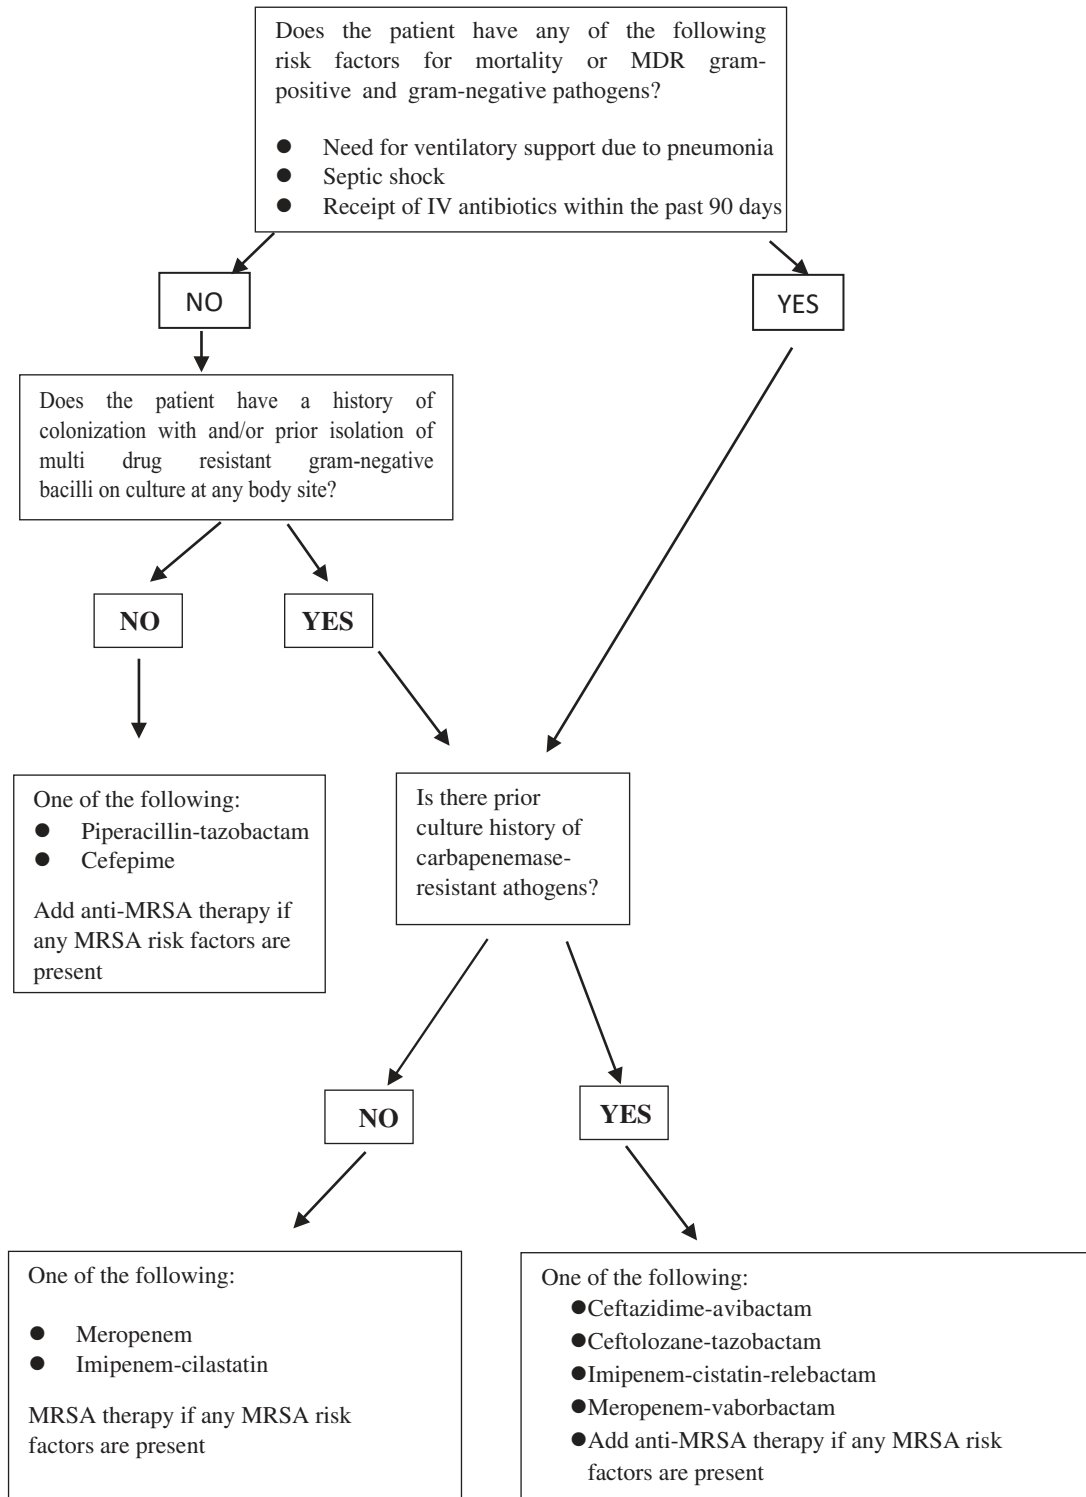 Does the patient have any of the following
risk factors for mortality or MDR gram-
positive and gram-negative pathogens?
● Need for ventilatory support due to pneumonia
● Septic shock
● Receipt of IV antibiotics within the past 90 days
NO
YES
Does the patient have a history of
colonization with and/or prior isolation of
multi drug resistant gram-negative
bacilli on culture at any body site?
NO
YES
One of the following:
● Piperacillin-tazobactam
● Cefepime
Add anti-MRSA therapy if
any MRSA risk factors are
present
Is there prior
culture history of
carbapenemase-
resistant athogens?
NO
YES
One of the following:
● Meropenem
● Imipenem-cilastatin
MRSA therapy if any MRSA risk
factors are present
One of the following:
●Ceftazidime-avibactam
●Ceftolozane-tazobactam
●Imipenem-cistatin-relebactam
●Meropenem-vaborbactam
●Add anti-MRSA therapy if any MRSA risk
factors are present